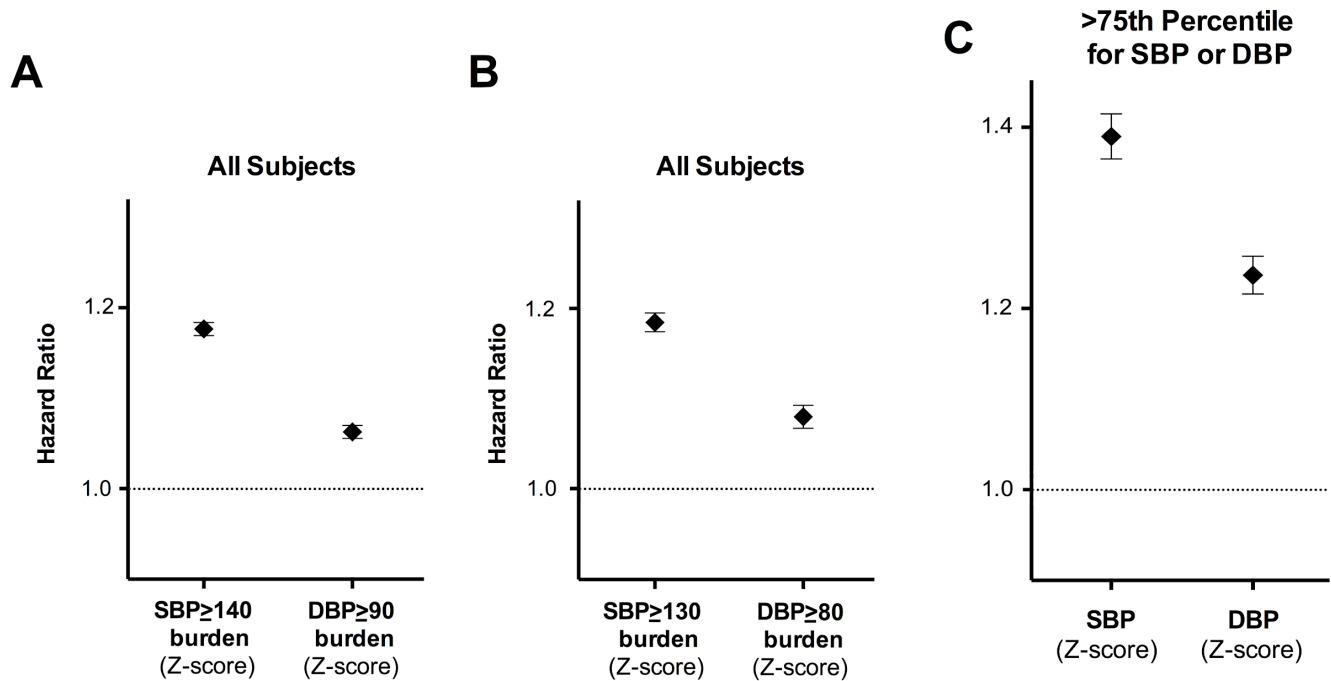 A
All Subjects
Hazard Ratio
1.2
1.0
SBP≥140
burden
(Z-score)
DBP≥90
burden
(Z-score)
B
All Subjects
Hazard Ratio
1.2
1.0
SBP≥130
burden
(Z-score)
DBP≥80
burden
(Z-score)
C
>75th Percentile
for SBP or DBP
1.4
1.2
1.0
SBP
(Z-score)
DBP
(Z-score)